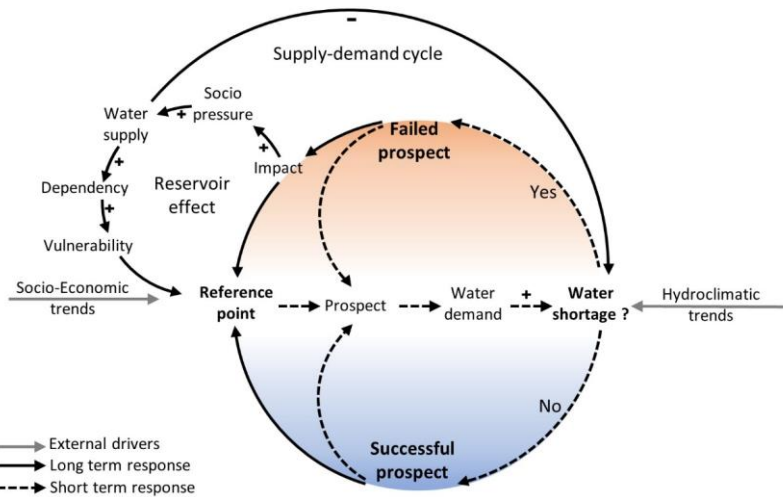 -
Supply-demand cycle
Socio
pressure
+
Water
supply
+
Impact
+
Failed
prospect
Dependency
+
Reservoir
effect
Yes
Vulnerability
Socio-Economic
trends
Reference
point
Prospect
Water
demand
+
Water
shortage ?
Hydroclimatic
trends
No
Successful
prospect
External drivers
Long term response
Short term response